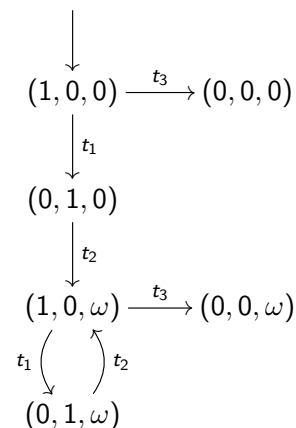 (1, 0, 0) t₃ (0, 0, 0)
t₁
(0, 1, 0)
t₂
(1, 0, ω) t₃ (0, 0, ω)
t₁ t₂
(0, 1, ω)